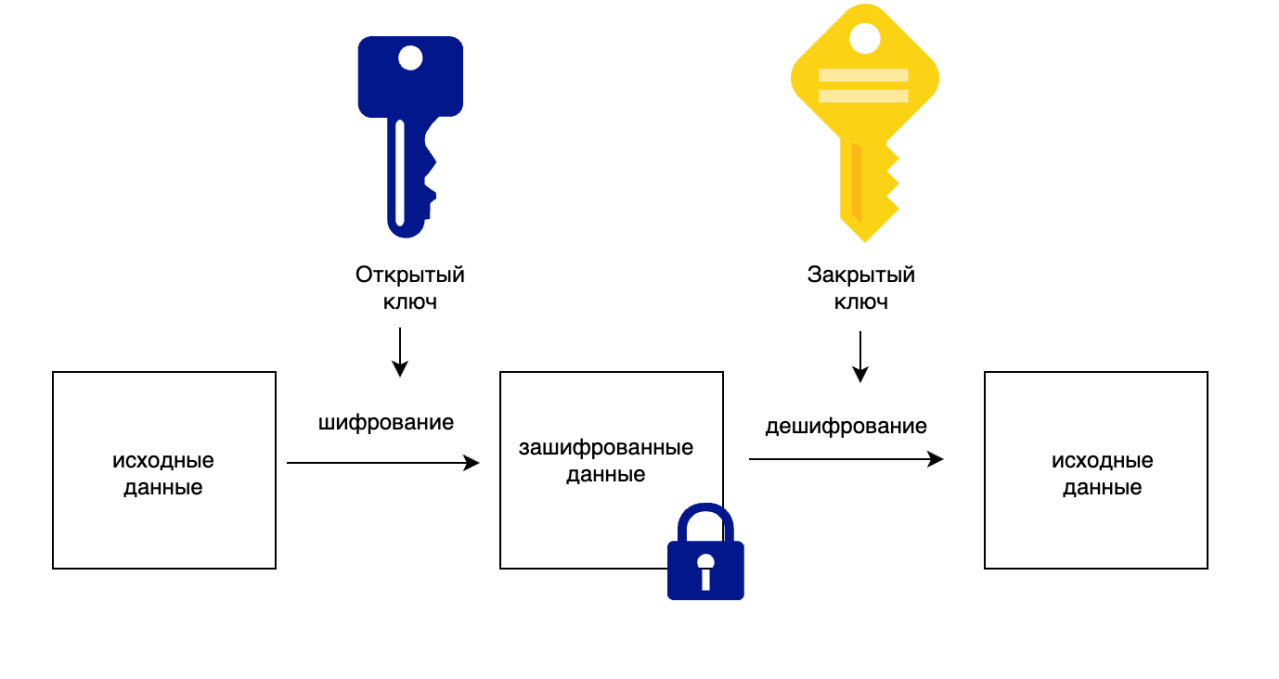 Открытый
ключ
Закрытый
ключ
шифрование
дешифрование
исходные
данные
зашифрованные
данные
исходные
данные